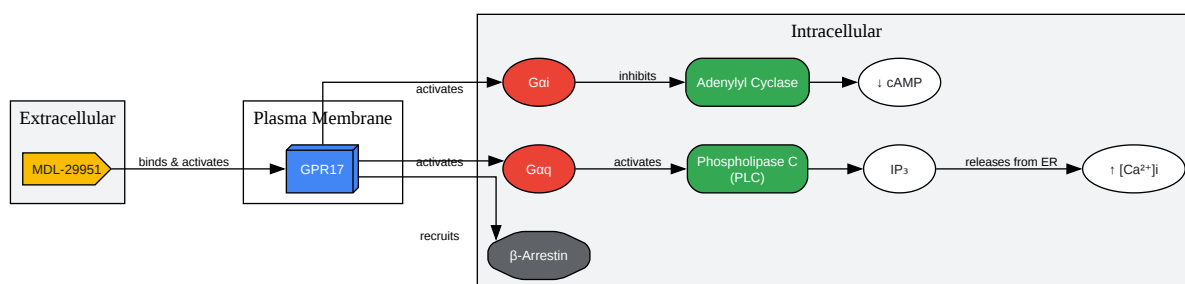 Intracellular
Gαi
inhibits
Adenylyl Cyclase
↓ cAMP
activates
Extracellular
Plasma Membrane
MDL-29951
binds & activates
GPR17
activates
Gαq
activates
Phospholipase C
(PLC)
IP₃
releases from ER
↑ [Ca²⁺]i
recruits
β-Arrestin